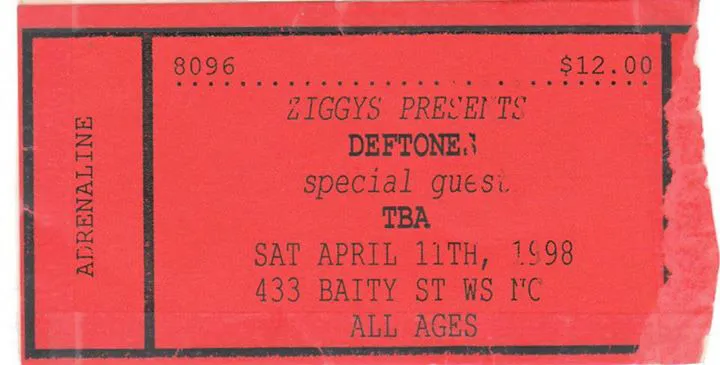 ADRENALINE
8096 $12.00
ZIGGYS PRESENTS
DEFTONES
special guest
TBA
SAT APRIL 11TH, 1998
433 BAITY ST WS NC
ALL AGES